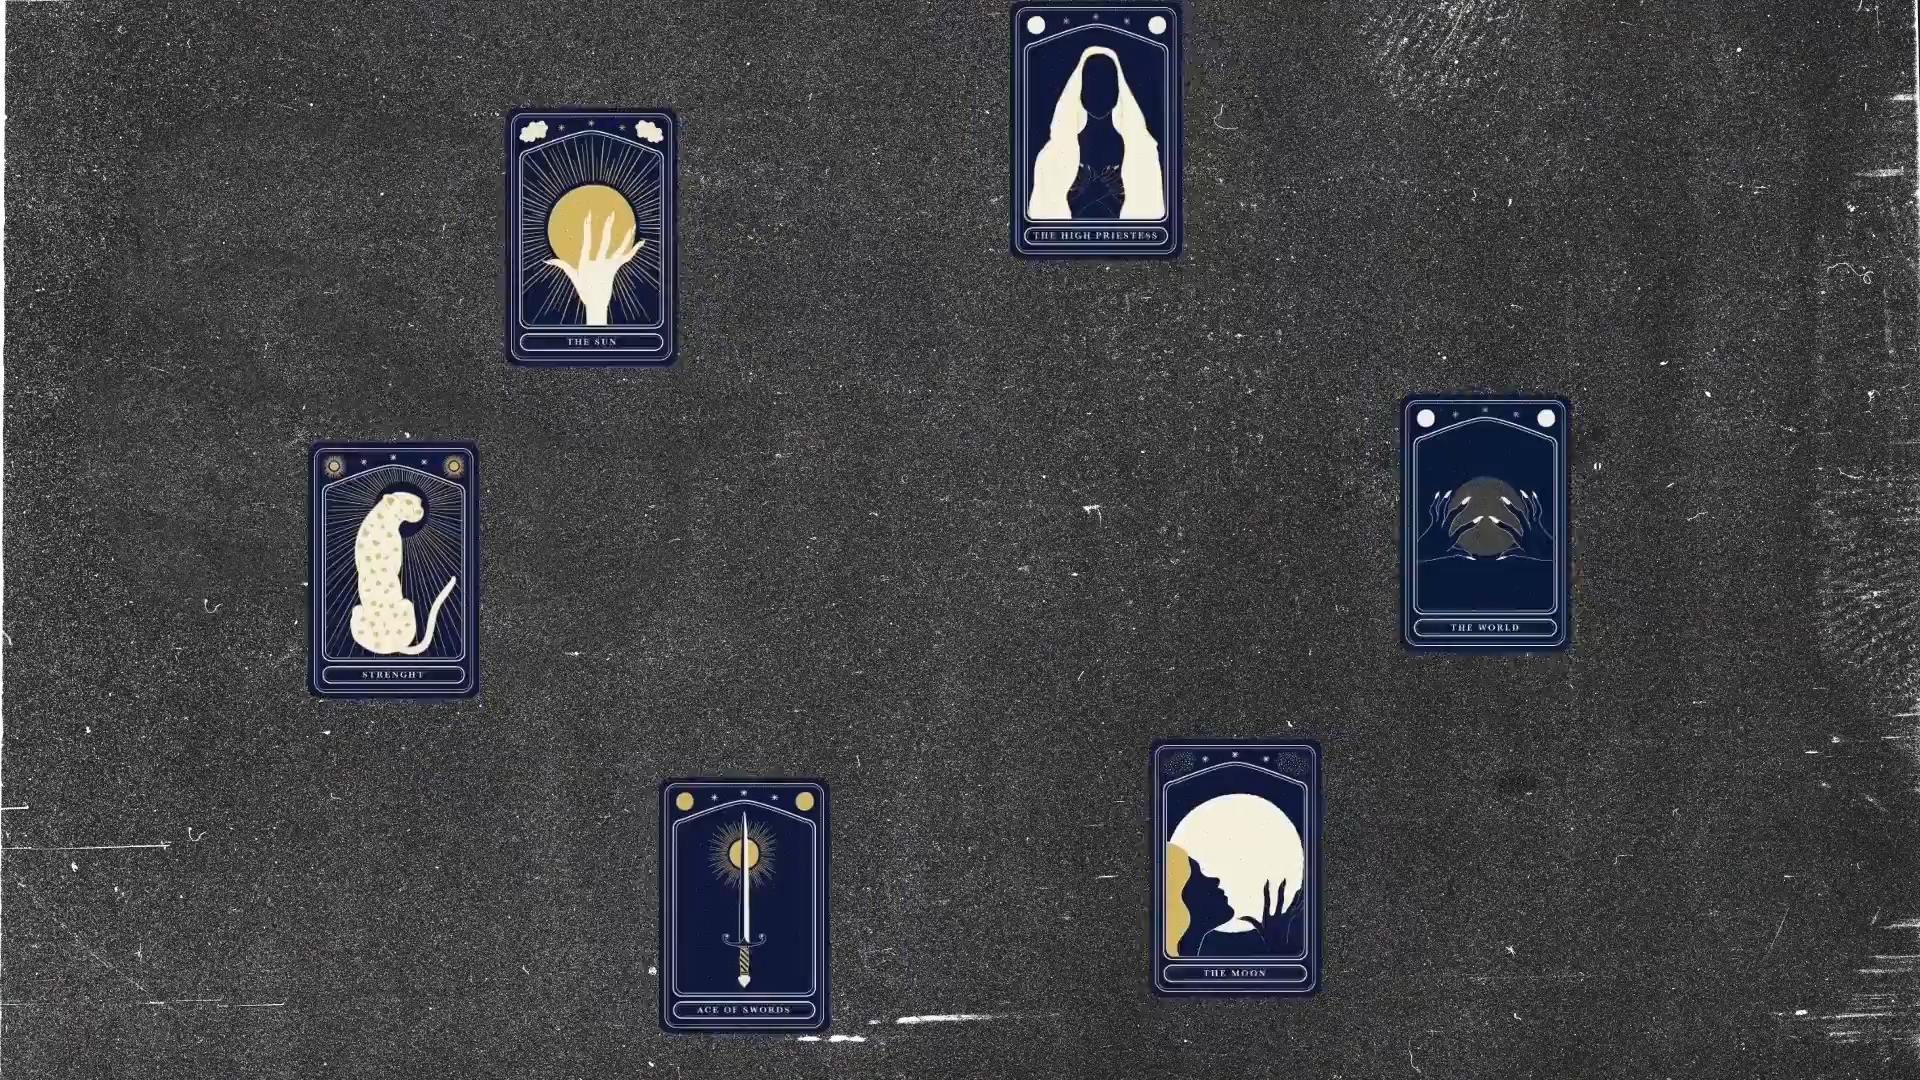 THE HIGH PRIESTESS
THE SUN
THE WORLD
STRENGHT
THE MOON
ACE OF SWORDS